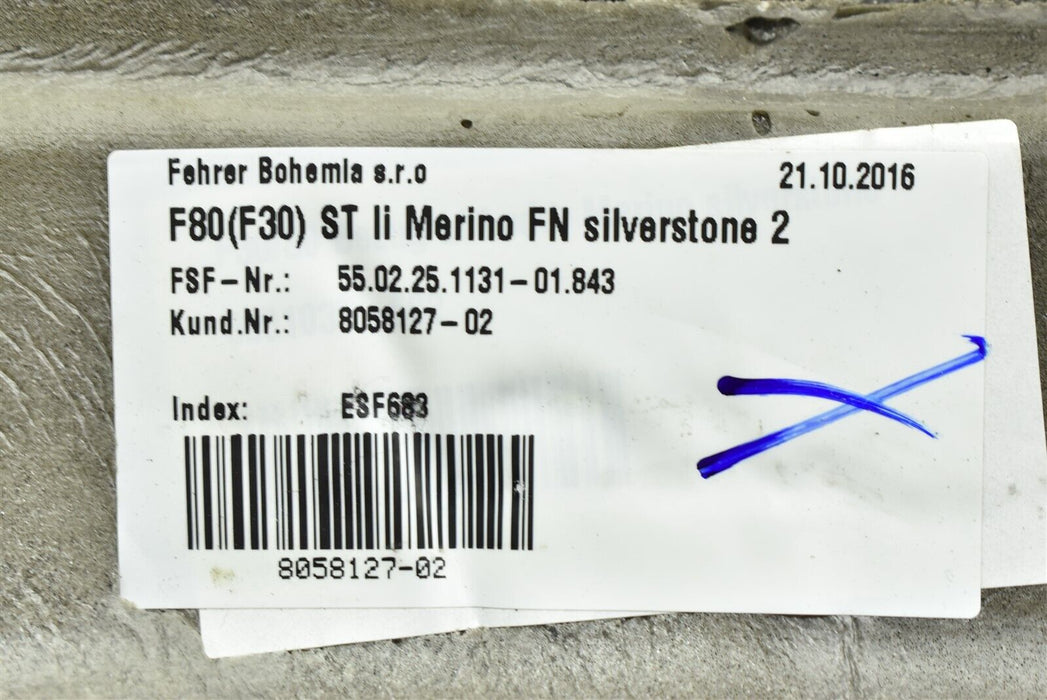 Fehrer Bohemia s.r.o 21.10.2016
F80(F30) ST li Merino FN silverstone 2
FSF-Nr.: 55.02.25.1131-01.843
Kund.Nr.: 8058127-02
Index: ESF683
8058127-02